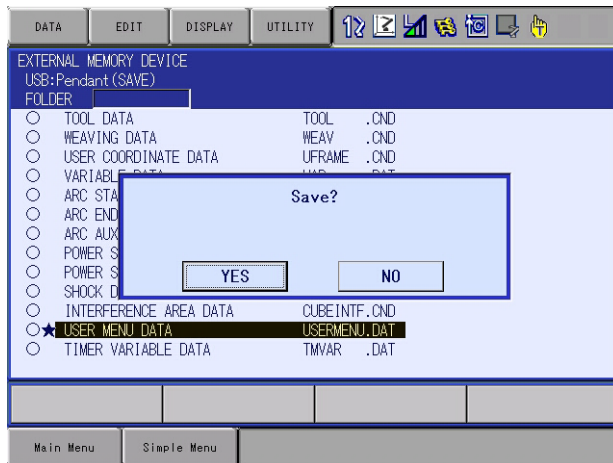 DATA EDIT DISPLAY UTILITY 12
EXTERNAL MEMORY DEVICE
USB:Pendant(SAVE)
FOLDER
TOOL DATA TOOL .CND
WEAVING DATA WEAV .CND
USER COORDINATE DATA UFRAME .CND
ARC STA
ARC END
ARC AUX
POWER S
POWER S
SHOCK D
Save?
YES NO
INTERFERENCE AREA DATA CUBEINTF.CND
★ USER MENU DATA USERMENU.DAT
TIMER VARIABLE DATA TMVAR .DAT
Main Menu Simple Menu